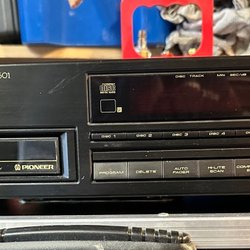 601
DISC TRACK MIN SEC
DISC 1 DISC 2 DISC 3 DISC 4
PIONEER
PROGRAM DELETE AUTO FADER HI-LITE SCAN